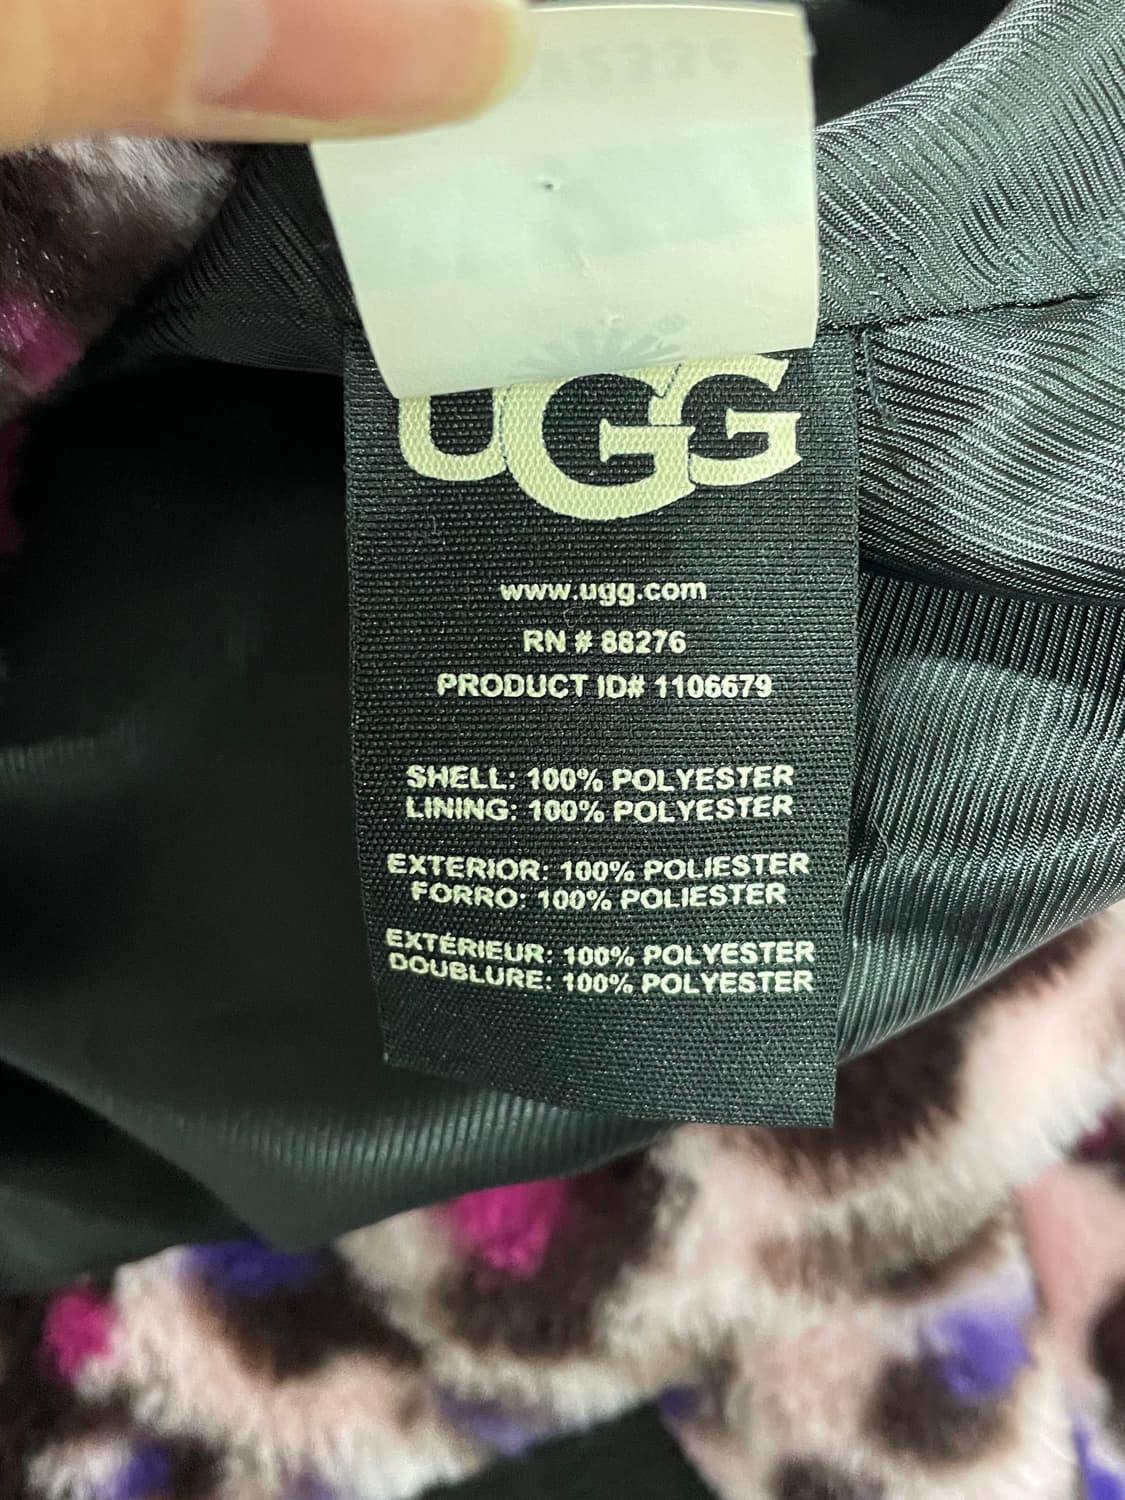 UGG
www.ugg.com
RN # 88276
PRODUCT ID# 1106679
SHELL: 100% POLYESTER
LINING: 100% POLYESTER
EXTERIOR: 100% POLIESTER
FORRO: 100% POLIESTER
EXTÉRIEUR: 100% POLYESTER
DOUBLURE: 100% POLYESTER